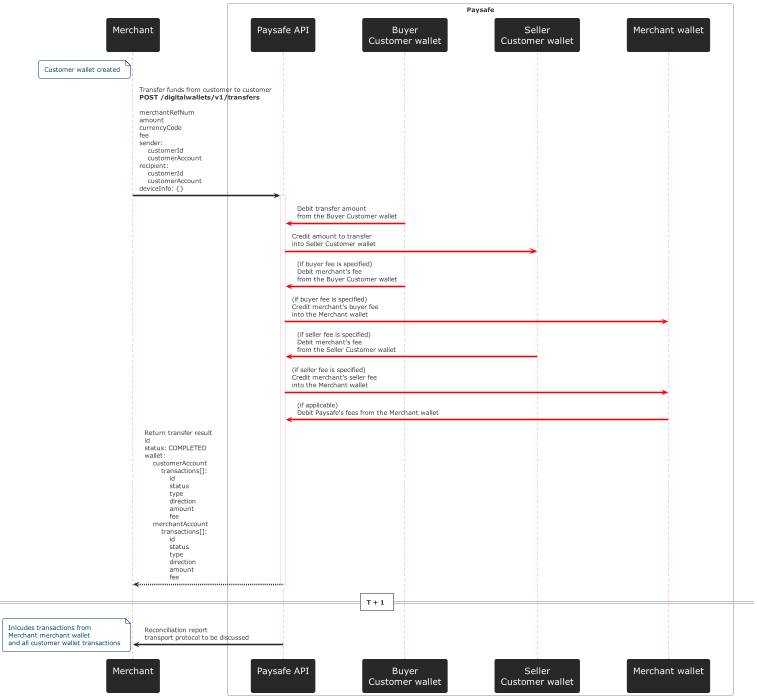 Paysafe
Merchant
Paysafe API
Buyer
Customer wallet
Seller
Customer wallet
Merchant wallet
Customer wallet created
Transfer funds from customer to customer
POST /digitalwallets/v1/transfers
merchantRefNum
amount
currencyCode
fee
sender:
customerId
customerAccount
recipient:
customerId
customerAccount
deviceInfo: {}
Debit transfer amount
from the Buyer Customer wallet
Credit amount to transfer
into Seller Customer wallet
(if buyer fee is specified)
Debit merchant's fee
from the Buyer Customer wallet
(if buyer fee is specified)
Credit merchant's buyer fee
into the Merchant wallet
(if seller fee is specified)
Debit merchant's fee
from the Seller Customer wallet
(if seller fee is specified)
Credit merchant's seller fee
into the Merchant wallet
(if applicable)
Debit Paysafe's fees from the Merchant wallet
Return transfer result
id
status: COMPLETED
wallet:
customerAccount
transactions[]:
id
status
type
direction
amount
fee
merchantAccount
transactions[]:
id
status
type
direction
amount
fee
T + 1
Inlcudes transactions from
Merchant merchant wallet
and all customer wallet transactions
Reconciliation report
transport protocol to be discussed
Merchant
Paysafe API
Buyer
Customer wallet
Seller
Customer wallet
Merchant wallet